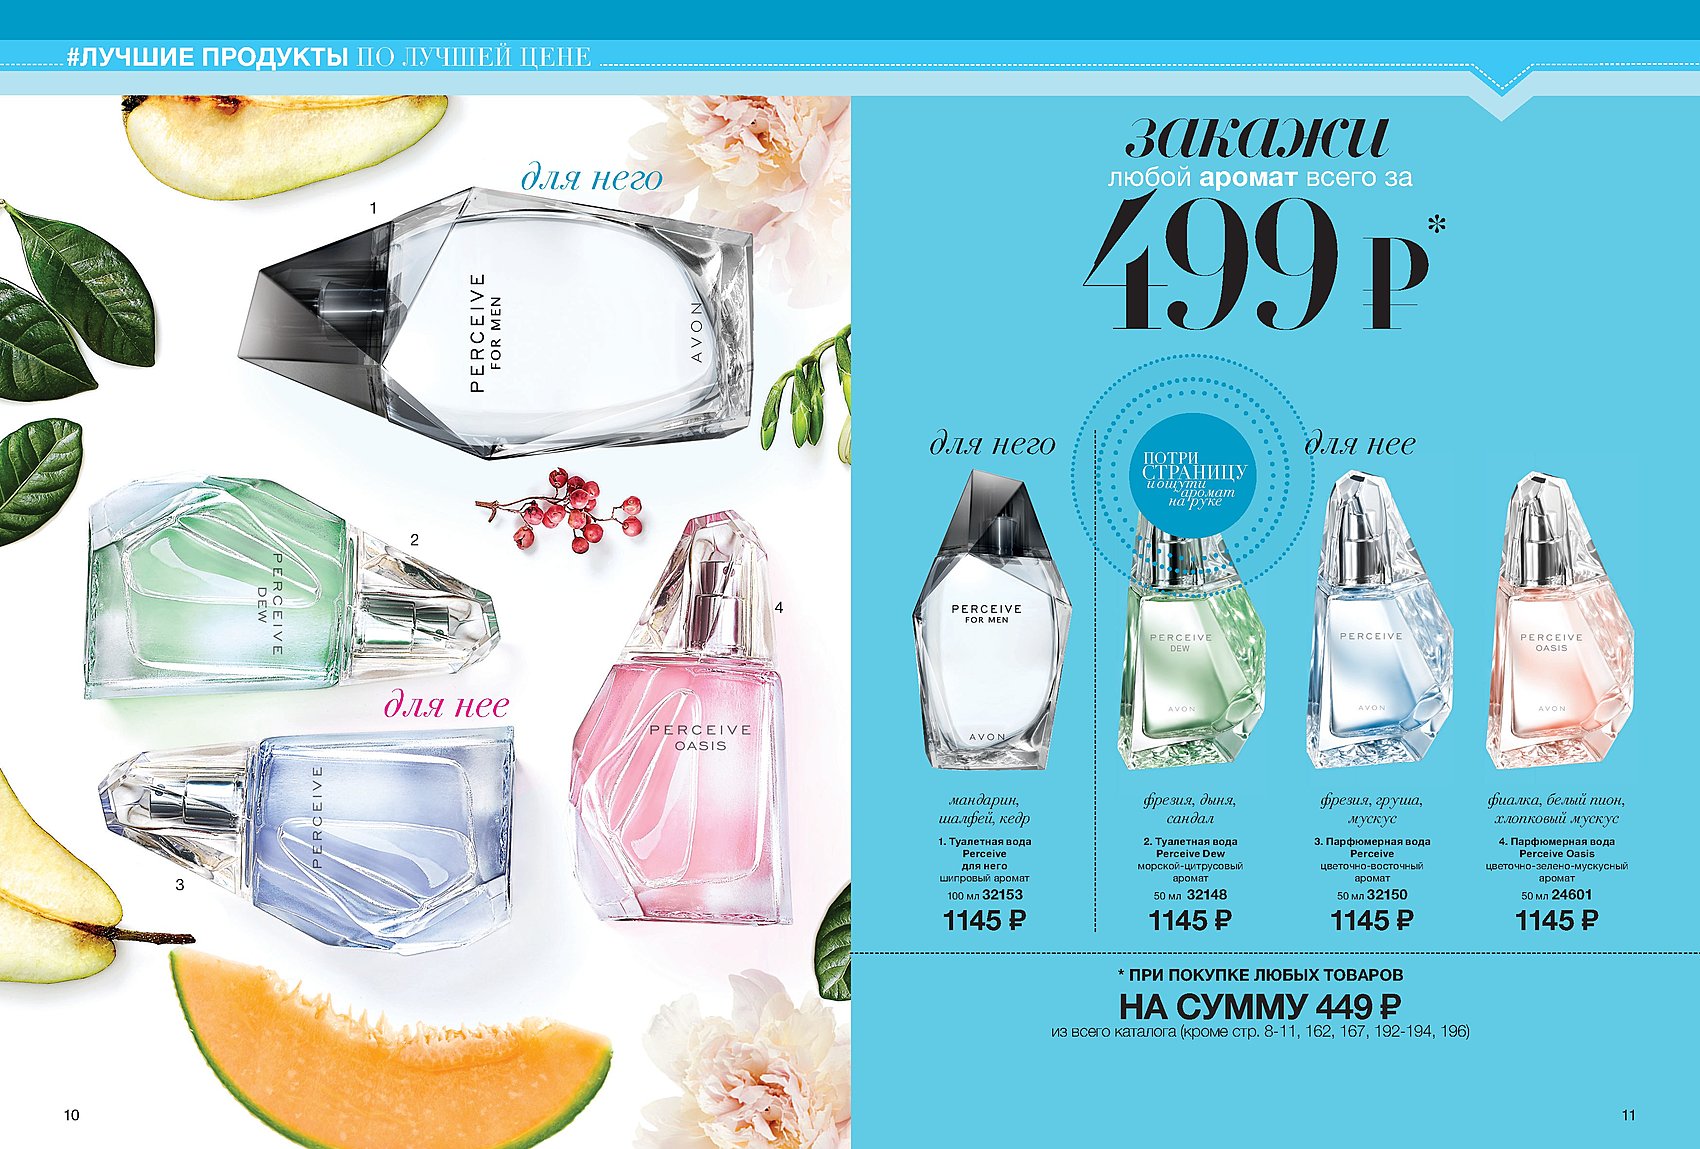 #ЛУЧШИЕ ПРОДУКТЫ ПО ЛУЧШЕЙ ЦЕНЕ
для него
1
PERCEIVE
FOR MEN
AVON
2
PERCEIVE
DEW
4
PERCEIVE
OASIS
для нее
3
PERCEIVE
10
закажи
любой аромат всего за
499 ₽*
для него
ПОТРИ
СТРАНИЦУ
и ощути
аромат
на руке
для нее
PERCEIVE
FOR MEN
AVON
PERCEIVE
DEW
AVON
PERCEIVE
AVON
PERCEIVE
OASIS
AVON
мандарин,
шалфей, кедр
1. Туалетная вода
Perceive
для него
шипровый аромат
100 мл 32153
1145 ₽
фрезия, дыня,
сандал
2. Туалетная вода
Perceive Dew
морской-цитрусовый
аромат
50 мл 32148
1145 ₽
фрезия, груша,
мускус
3. Парфюмерная вода
Perceive
цветочно-восточный
аромат
50 мл 32150
1145 ₽
фиалка, белый пион,
хлопковый мускус
4. Парфюмерная вода
Perceive Oasis
цветочно-зелено-мускусный
аромат
50 мл 24601
1145 ₽
* ПРИ ПОКУПКЕ ЛЮБЫХ ТОВАРОВ
НА СУММУ 449 ₽
из всего каталога (кроме стр. 8-11, 162, 167, 192-194, 196)
11